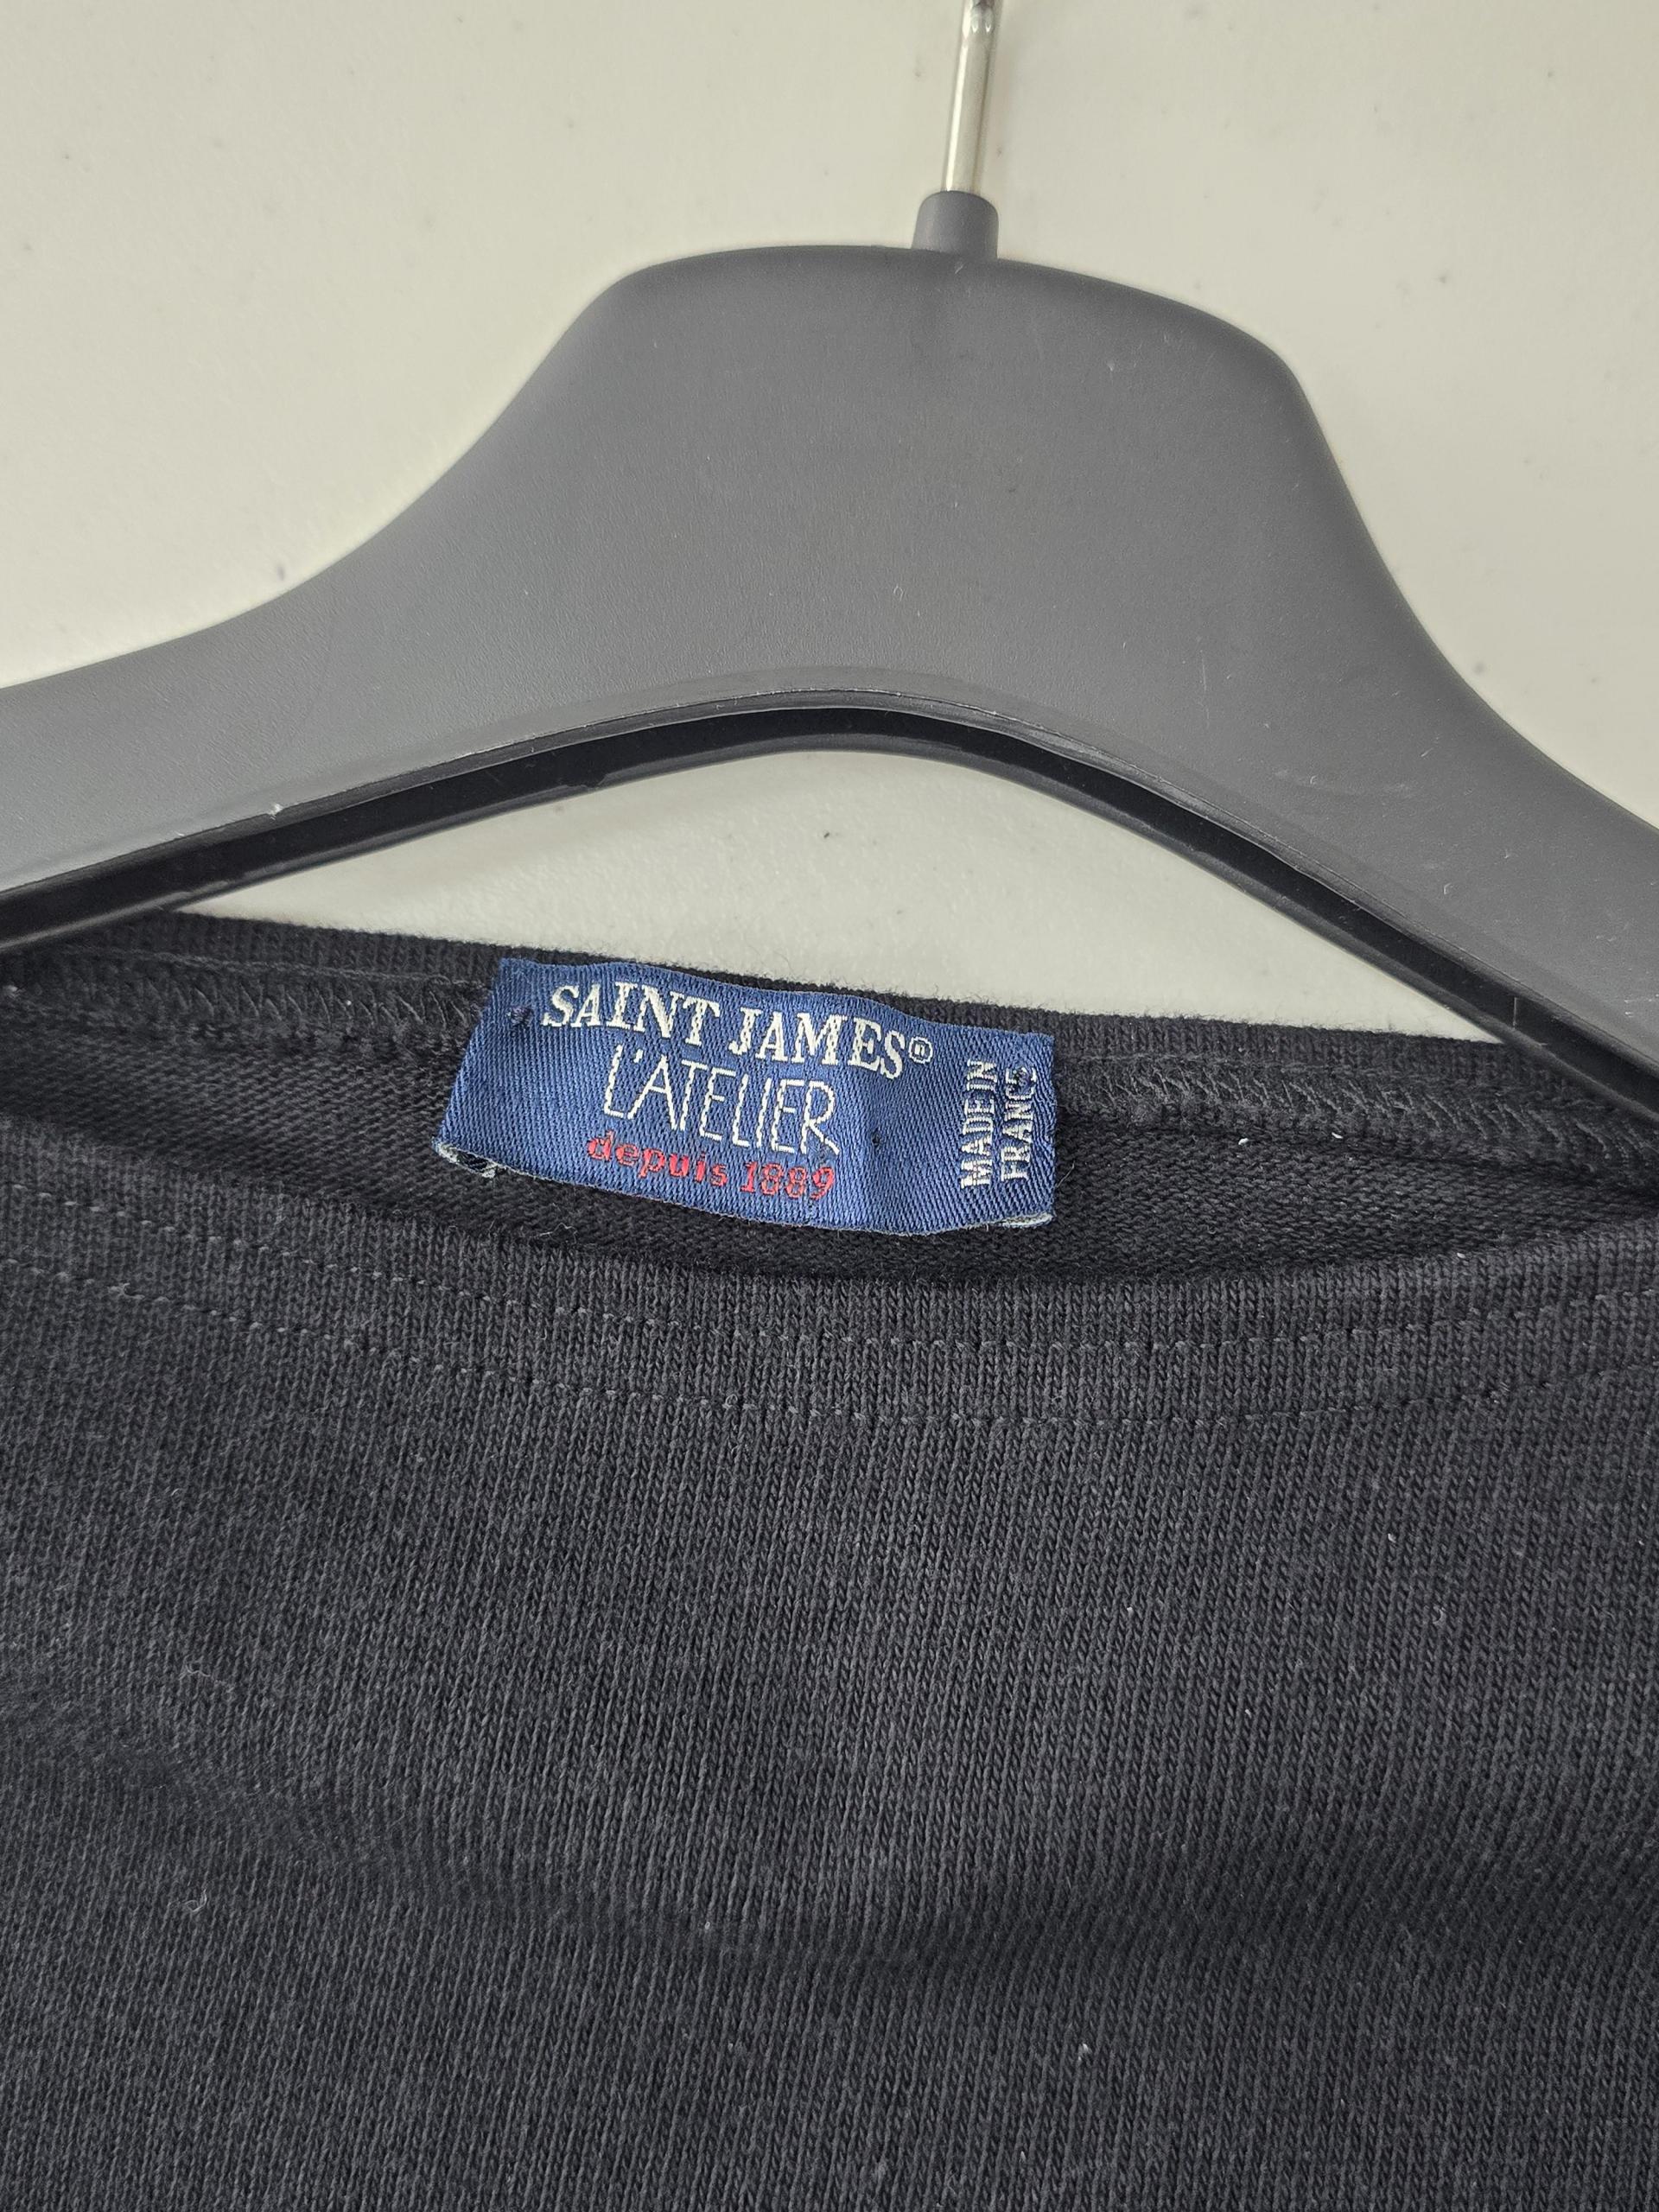 SAINT JAMES®
L'ATELIER
depuis 1889
MADE IN
FRANCE